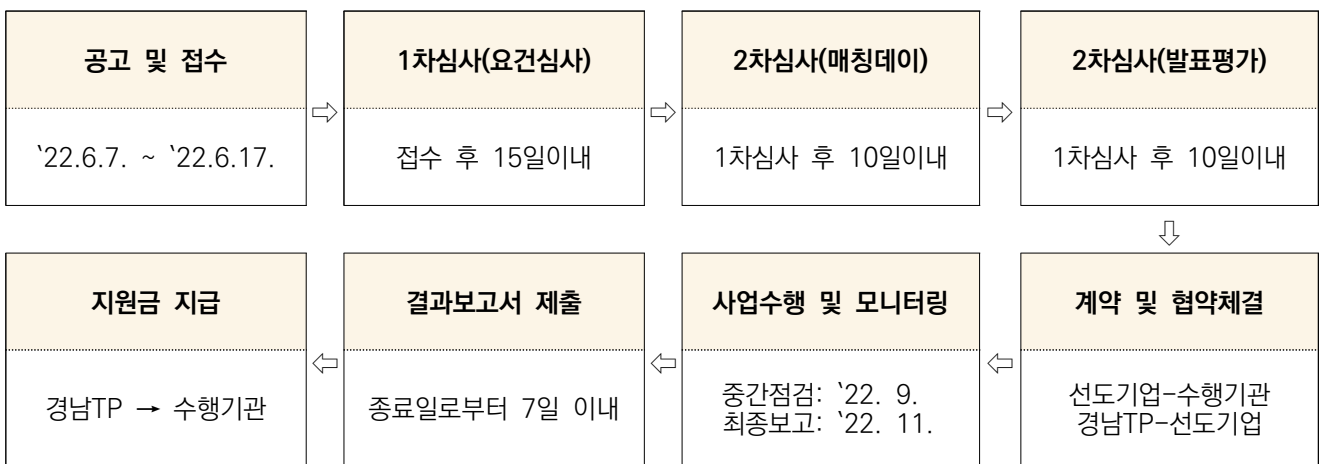 공고 및 접수
`22.6.7. ~ `22.6.17.
⇨
1차심사(요건심사)
접수 후 15일이내
⇨
2차심사(매칭데이)
1차심사 후 10일이내
⇨
2차심사(발표평가)
1차심사 후 10일이내
⇩
계약 및 협약체결
선도기업-수행기관
경남TP-선도기업
⇦
사업수행 및 모니터링
중간점검: `22. 9.
최종보고: `22. 11.
⇦
결과보고서 제출
종료일로부터 7일 이내
⇦
지원금 지급
경남TP → 수행기관